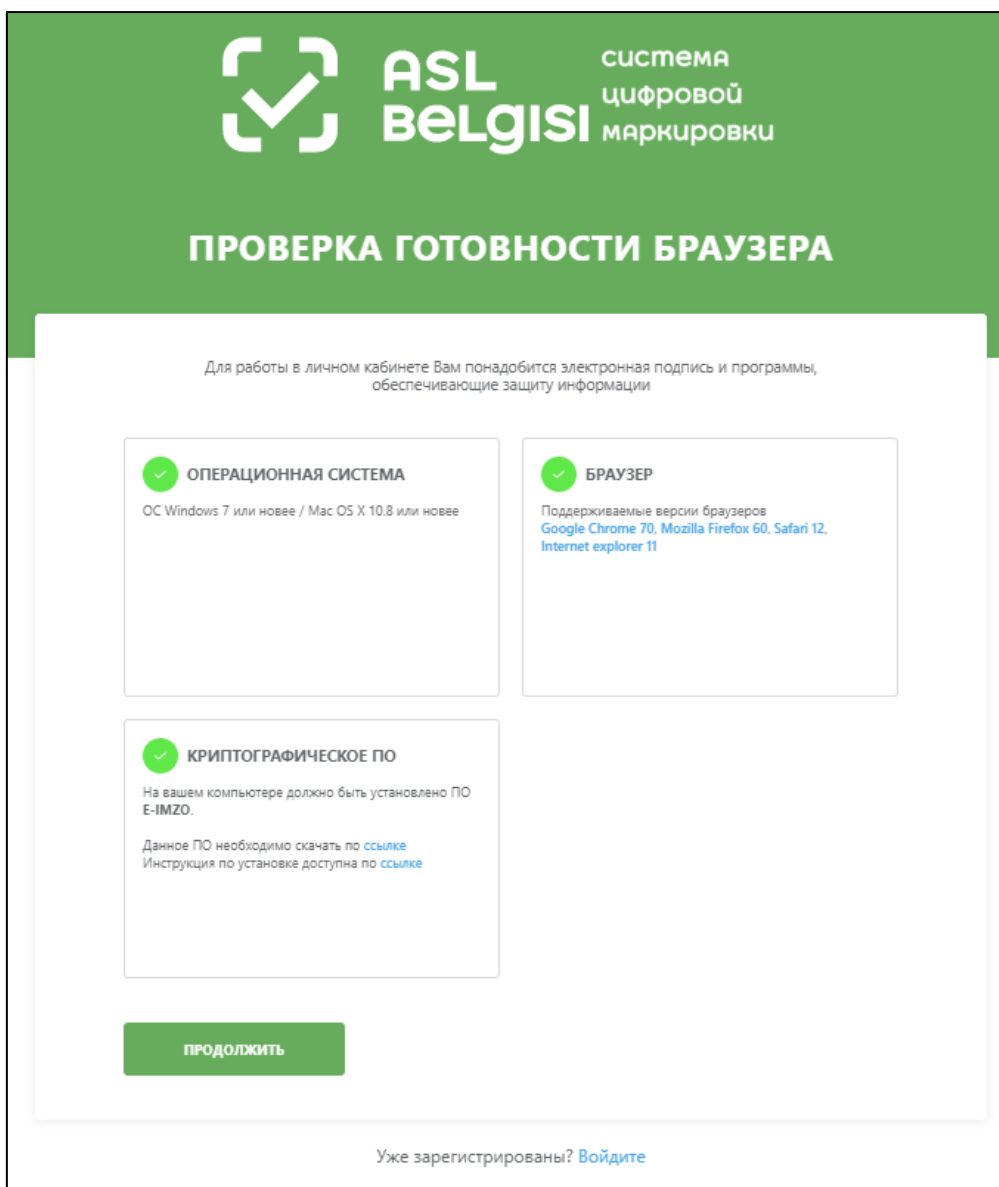 ASL BELGISI
система
цифровой
маркировки
ПРОВЕРКА ГОТОВНОСТИ БРАУЗЕРА
Для работы в личном кабинете Вам понадобится электронная подпись и программы,
обеспечивающие защиту информации
ОПЕРАЦИОННАЯ СИСТЕМА
ОС Windows 7 или новее / Mac OS X 10.8 или новее
БРАУЗЕР
Поддерживаемые версии браузеров
Google Chrome 70, Mozilla Firefox 60, Safari 12,
Internet explorer 11
КРИПТОГРАФИЧЕСКОЕ ПО
На вашем компьютере должно быть установлено ПО
E-IMZO.
Данное ПО необходимо скачать по ссылке
Инструкция по установке доступна по ссылке
ПРОДОЛЖИТЬ
Уже зарегистрированы? Войдите